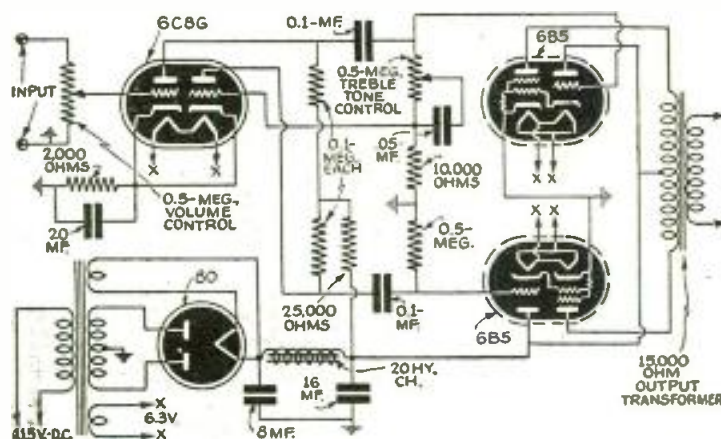 6C8G
0.1-MF.
6B5
INPUT
0.5-MEG.
TREBLE
TONE
CONTROL
2,000
OHMS
0.1-
MEG.
EACH
.05
MF.
10,000
OHMS
X X
X X
X X
0.5-MEG.,
VOLUME
CONTROL
20
MF.
0.5-
MEG.
80
25,000
OHMS
0.1-
MF.
6B5
20 HY.
CH.
15,000
OHM
OUTPUT
TRANSFORMER
16
MF.
X
6.3V
X
415V-D.C.
8 MF.